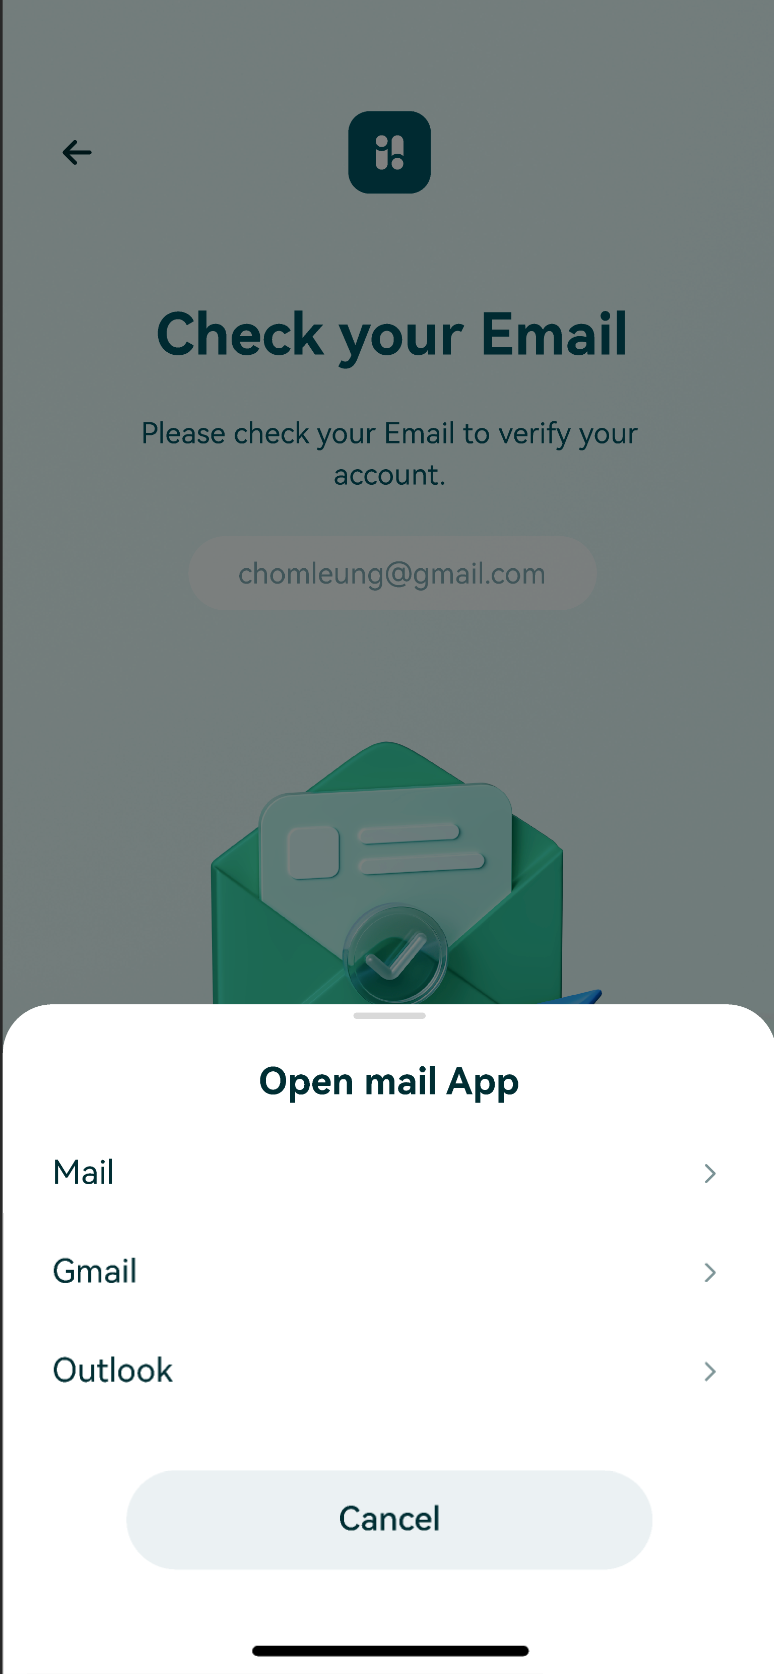 Check your Email
Please check your Email to verify your
account.
chomleung@gmail.com
Open mail App
Mail
Gmail
Outlook
Cancel